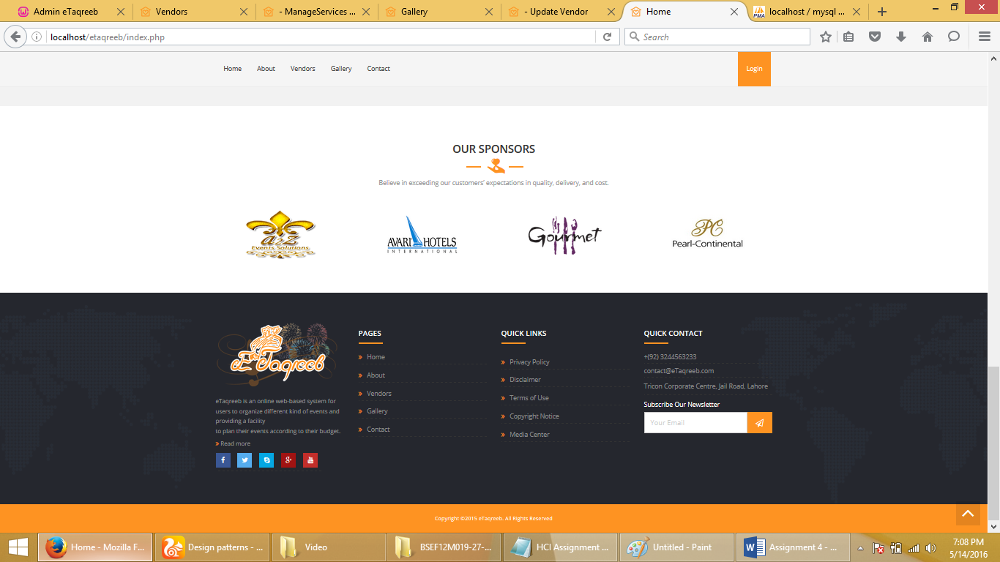 Admin eTaqreeb
Vendors
- ManageServices ...
Gallery
- Update Vendor
Home
localhost / mysql ...
localhost/etaqreeb/index.php
Search
Home
About
Vendors
Gallery
Contact
Login
OUR SPONSORS
Believe in exceeding our customers' expectations in quality, delivery, and cost.
a2z
Events Solutions
AVARI HOTELS
INTERNATIONAL
Gourmet
PC
Pearl-Continental
eTaqreeb
eTaqreeb is an online web-based system for
users to organize different kind of events and
providing a facility
to plan their events according to their budget.
» Read more
PAGES
» Home
» About
» Vendors
» Gallery
» Contact
QUICK LINKS
» Privacy Policy
» Disclaimer
» Terms of Use
» Copyright Notice
» Media Center
QUICK CONTACT
+(92) 3244563233
contact@eTaqreeb.com
Tricon Corporate Centre, Jail Road, Lahore
Subscribe Our Newsletter
Your Email
Copyright ©2015 eTaqreeb. All Rights Reserved
Home - Mozilla F...
Design patterns - ...
Video
BSEF12M019-27-...
HCI Assignment ...
Untitled - Paint
Assignment 4 - ...
7:08 PM
5/14/2016